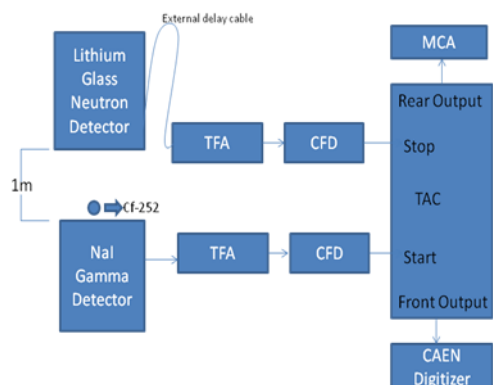 External delay cable
Lithium
Glass
Neutron
Detector
MCA
Rear Output
TFA
CFD
Stop
1m
Cf-252
TAC
NaI
Gamma
Detector
TFA
CFD
Start
Front Output
CAEN
Digitizer